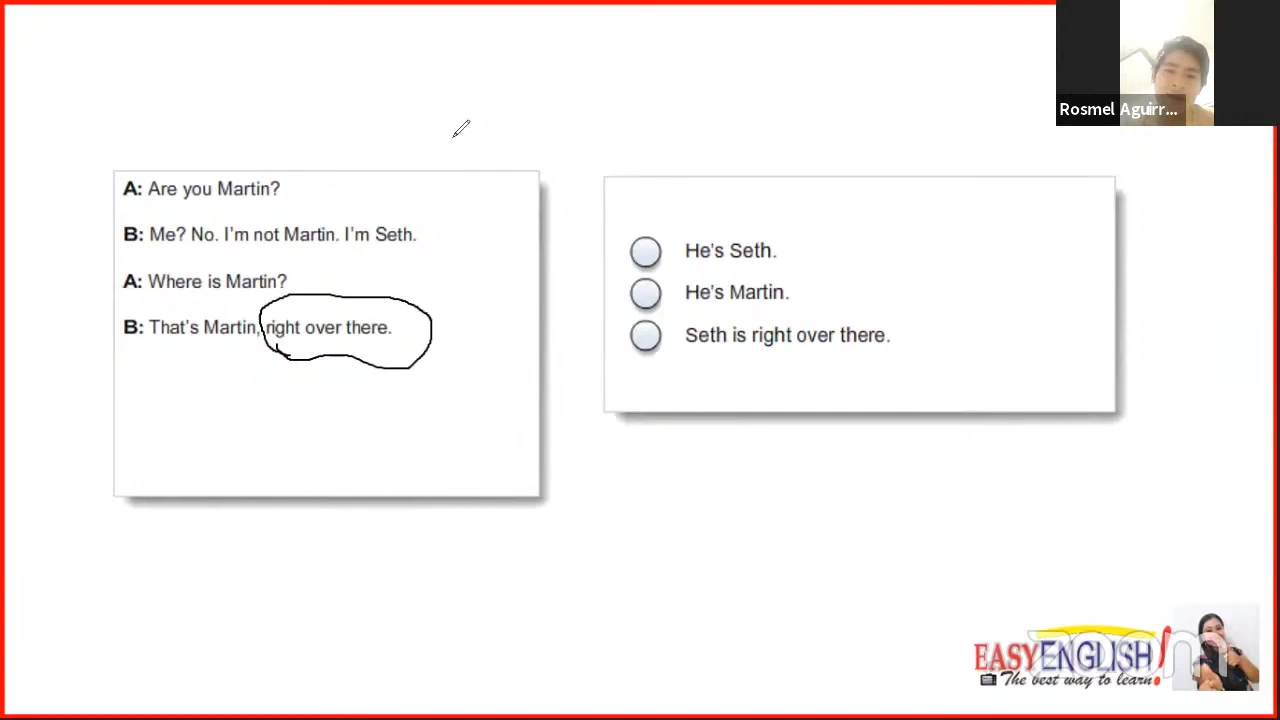 Rosmel Aguirr...
A: Are you Martin?
B: Me? No. I'm not Martin. I'm Seth.
A: Where is Martin?
B: That's Martin, right over there.
He's Seth.
He's Martin.
Seth is right over there.
EASYENGLISH!
The best way to learn!
zoom